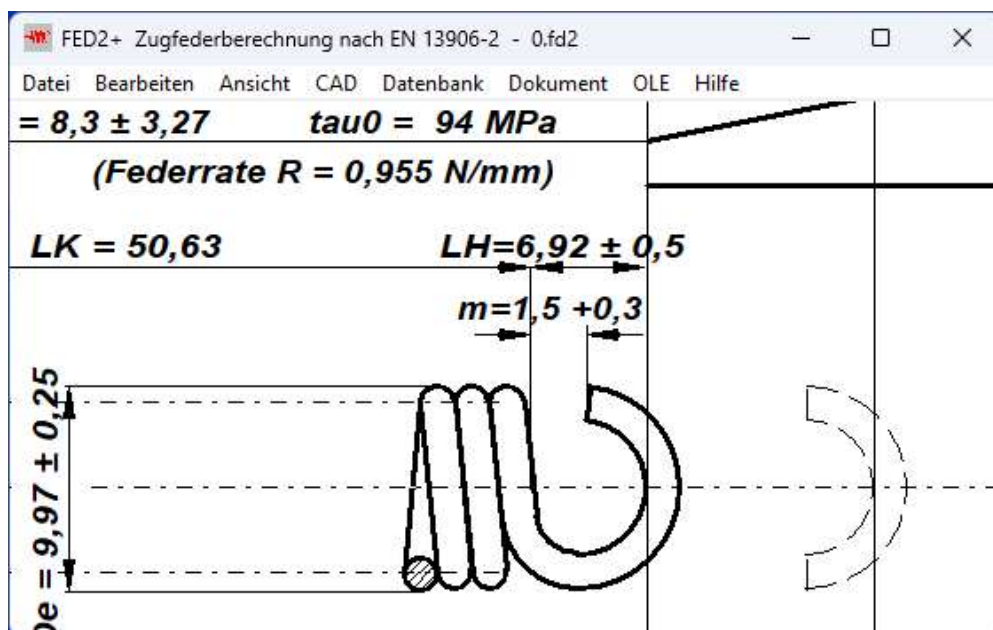 FED2+ Zugfederberechnung nach EN 13906-2 - 0.fd2
Datei Bearbeiten Ansicht CAD Datenbank Dokument OLE Hilfe
= 8,3 ± 3,27 tau0 = 94 MPa
(Federrate R = 0,955 N/mm)
LK = 50,63 LH=6,92 ± 0,5
m=1,5 +0,3
= 9,97 ± 0,25